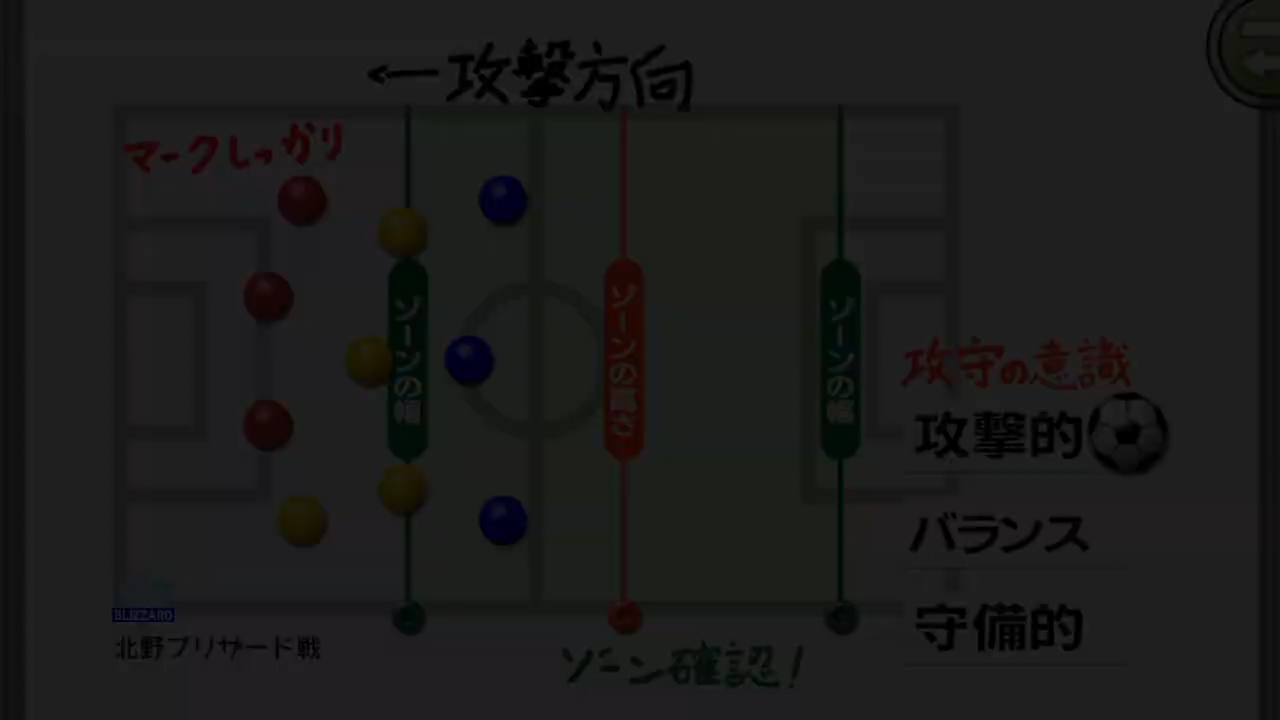 ←攻撃方向
マークしっかり
ゾーンの幅
ゾーンの高さ
ゾーンの幅
攻守の意識
攻撃的
バランス
守備的
BLIZZARD
北野ブリザード戦
ゾーン確認!